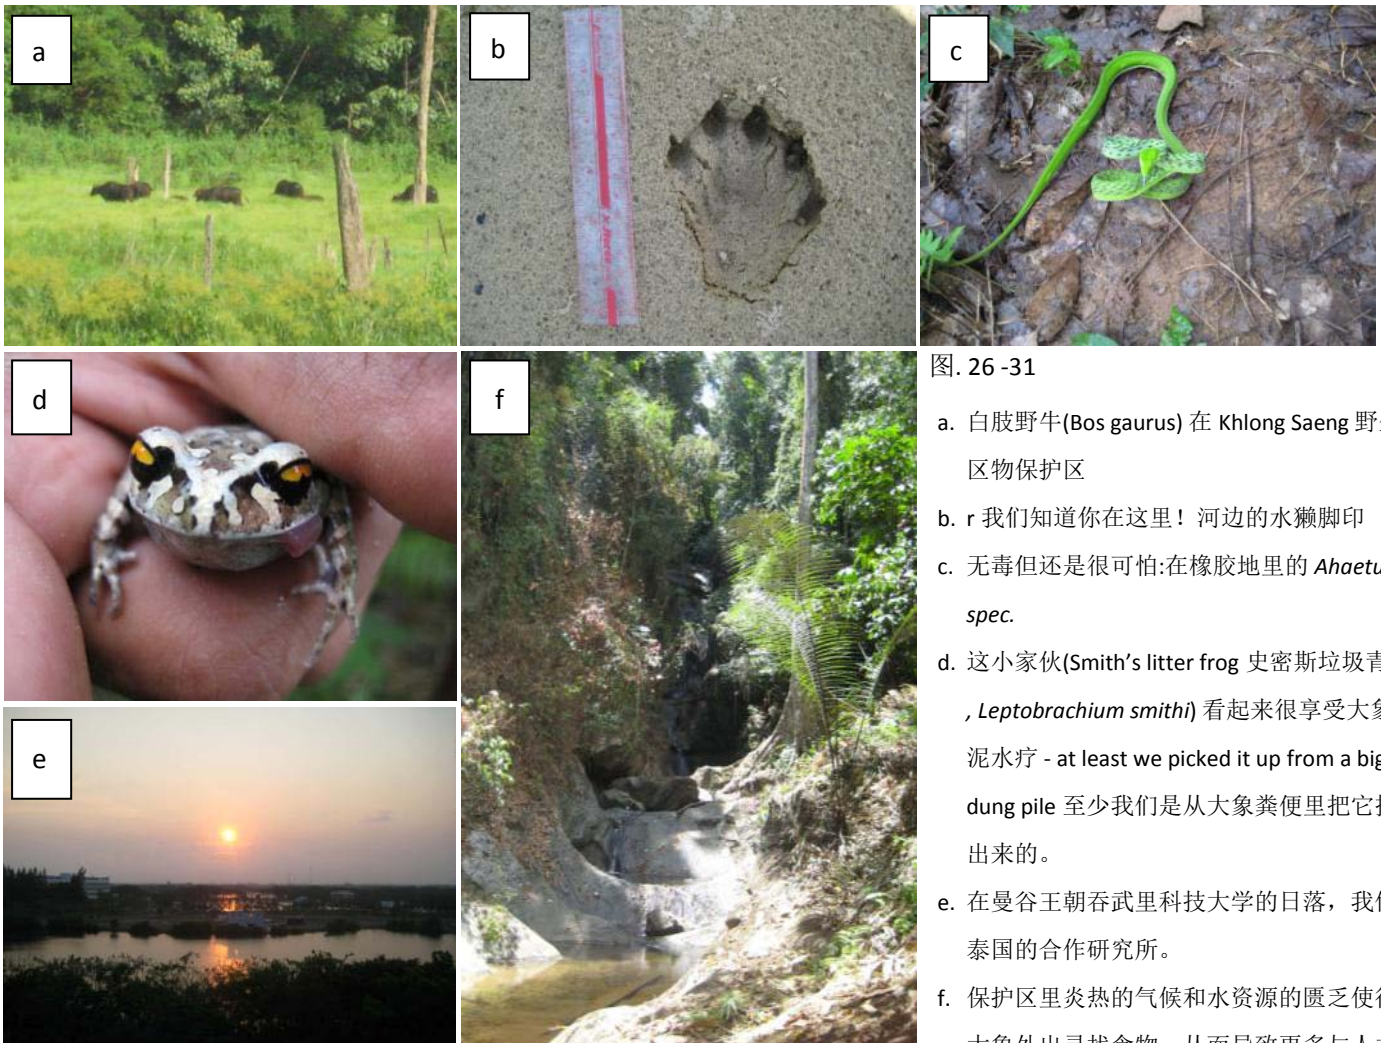 a
b
c
d
e
f
图. 26 -31
a. 白肢野牛(Bos gaurus) 在 Khlong Saeng 野
区物保护区
b. r 我们知道你在这里！河边的水獭脚印
c. 无毒但还是很可怕:在橡胶地里的 Ahaetu
spec.
d. 这小家伙(Smith’s litter frog 史密斯垃圾青
, Leptobrachium smithi) 看起来很享受大象
泥水疗 - at least we picked it up from a big
dung pile 至少我们是从大象粪便里把它
出来的。
e. 在曼谷王朝吞武里科技大学的日落，我们
泰国的合作研究所。
f. 保护区里炎热的气候和水资源的匮乏使得